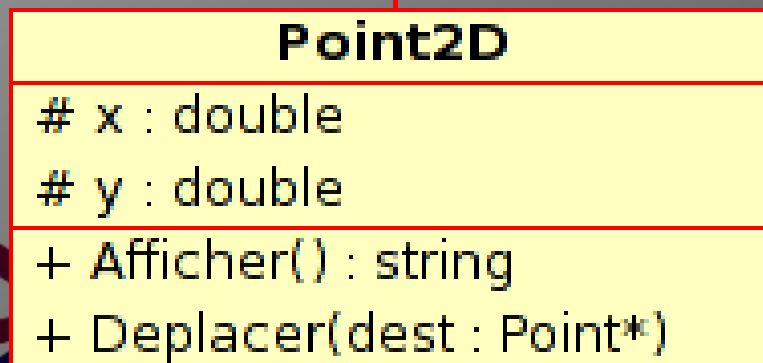 Point2D
# x : double
# y : double
+ Afficher() : string
+ Deplacer(dest : Point*)